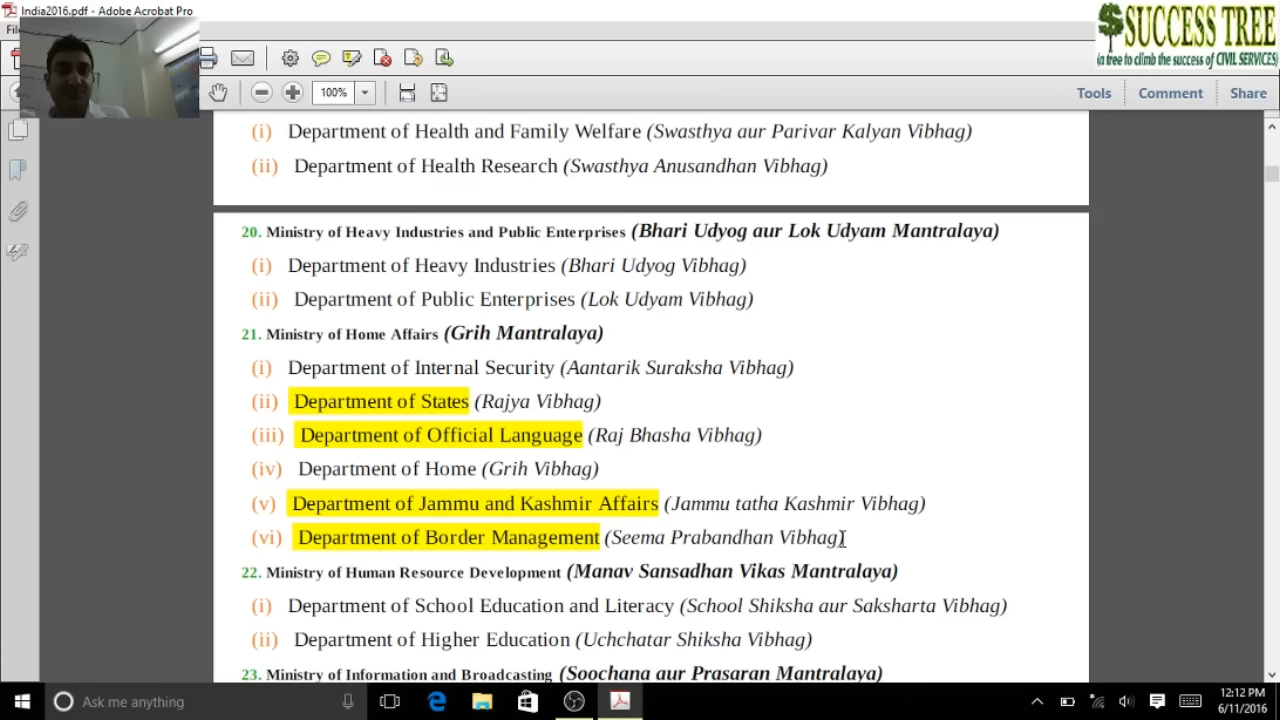 India2016.pdf - Adobe Acrobat Pro
SUCCESS TREE
(a tree to climb the success of CIVIL SERVICES)
100%
Tools
Comment
Share
(i) Department of Health and Family Welfare (Swasthya aur Parivar Kalyan Vibhag)
(ii) Department of Health Research (Swasthya Anusandhan Vibhag)
20. Ministry of Heavy Industries and Public Enterprises (Bhari Udyog aur Lok Udyam Mantralaya)
(i) Department of Heavy Industries (Bhari Udyog Vibhag)
(ii) Department of Public Enterprises (Lok Udyam Vibhag)
21. Ministry of Home Affairs (Grih Mantralaya)
(i) Department of Internal Security (Aantarik Suraksha Vibhag)
(ii) Department of States (Rajya Vibhag)
(iii) Department of Official Language (Raj Bhasha Vibhag)
(iv) Department of Home (Grih Vibhag)
(v) Department of Jammu and Kashmir Affairs (Jammu tatha Kashmir Vibhag)
(vi) Department of Border Management (Seema Prabandhan Vibhag)
22. Ministry of Human Resource Development (Manav Sansadhan Vikas Mantralaya)
(i) Department of School Education and Literacy (School Shiksha aur Saksharta Vibhag)
(ii) Department of Higher Education (Uchchatar Shiksha Vibhag)
23. Ministry of Information and Broadcasting (Soochana aur Prasaran Mantralaya)
Ask me anything
12:12 PM
6/11/2016